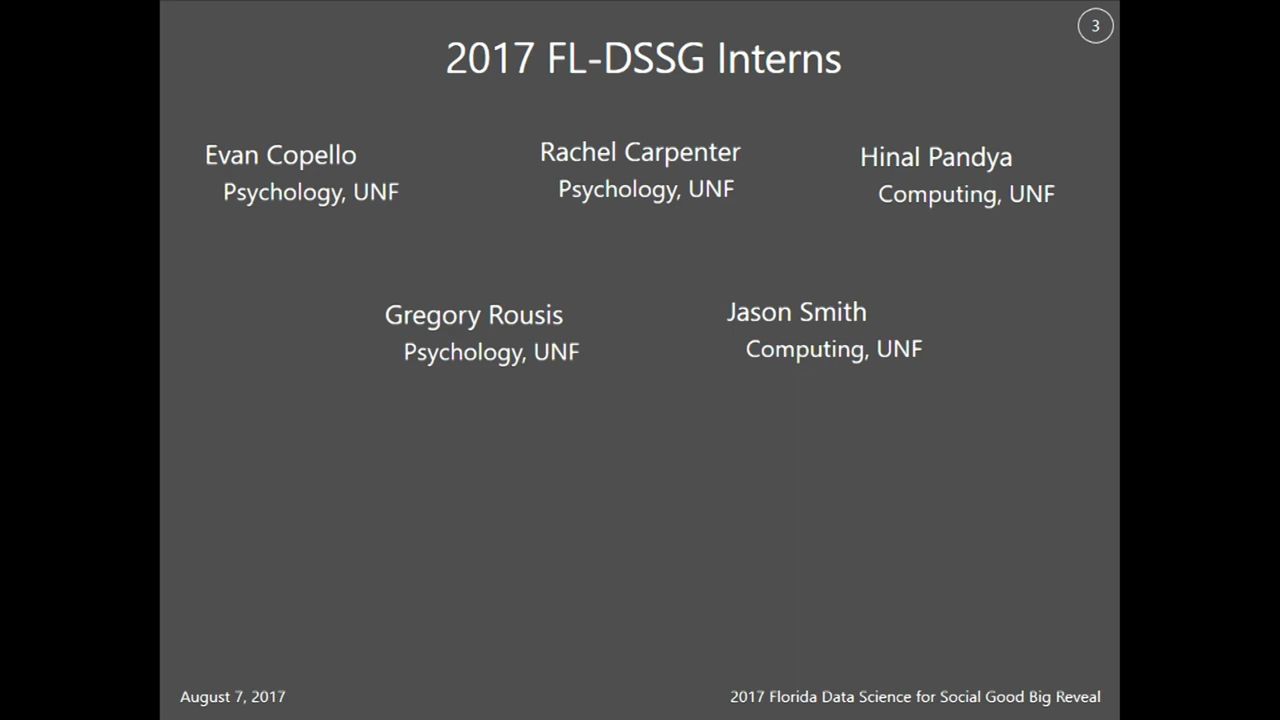 3
2017 FL-DSSG Interns
Evan Copello
Psychology, UNF
Rachel Carpenter
Psychology, UNF
Hinal Pandya
Computing, UNF
Gregory Rousis
Psychology, UNF
Jason Smith
Computing, UNF
August 7, 2017
2017 Florida Data Science for Social Good Big Reveal